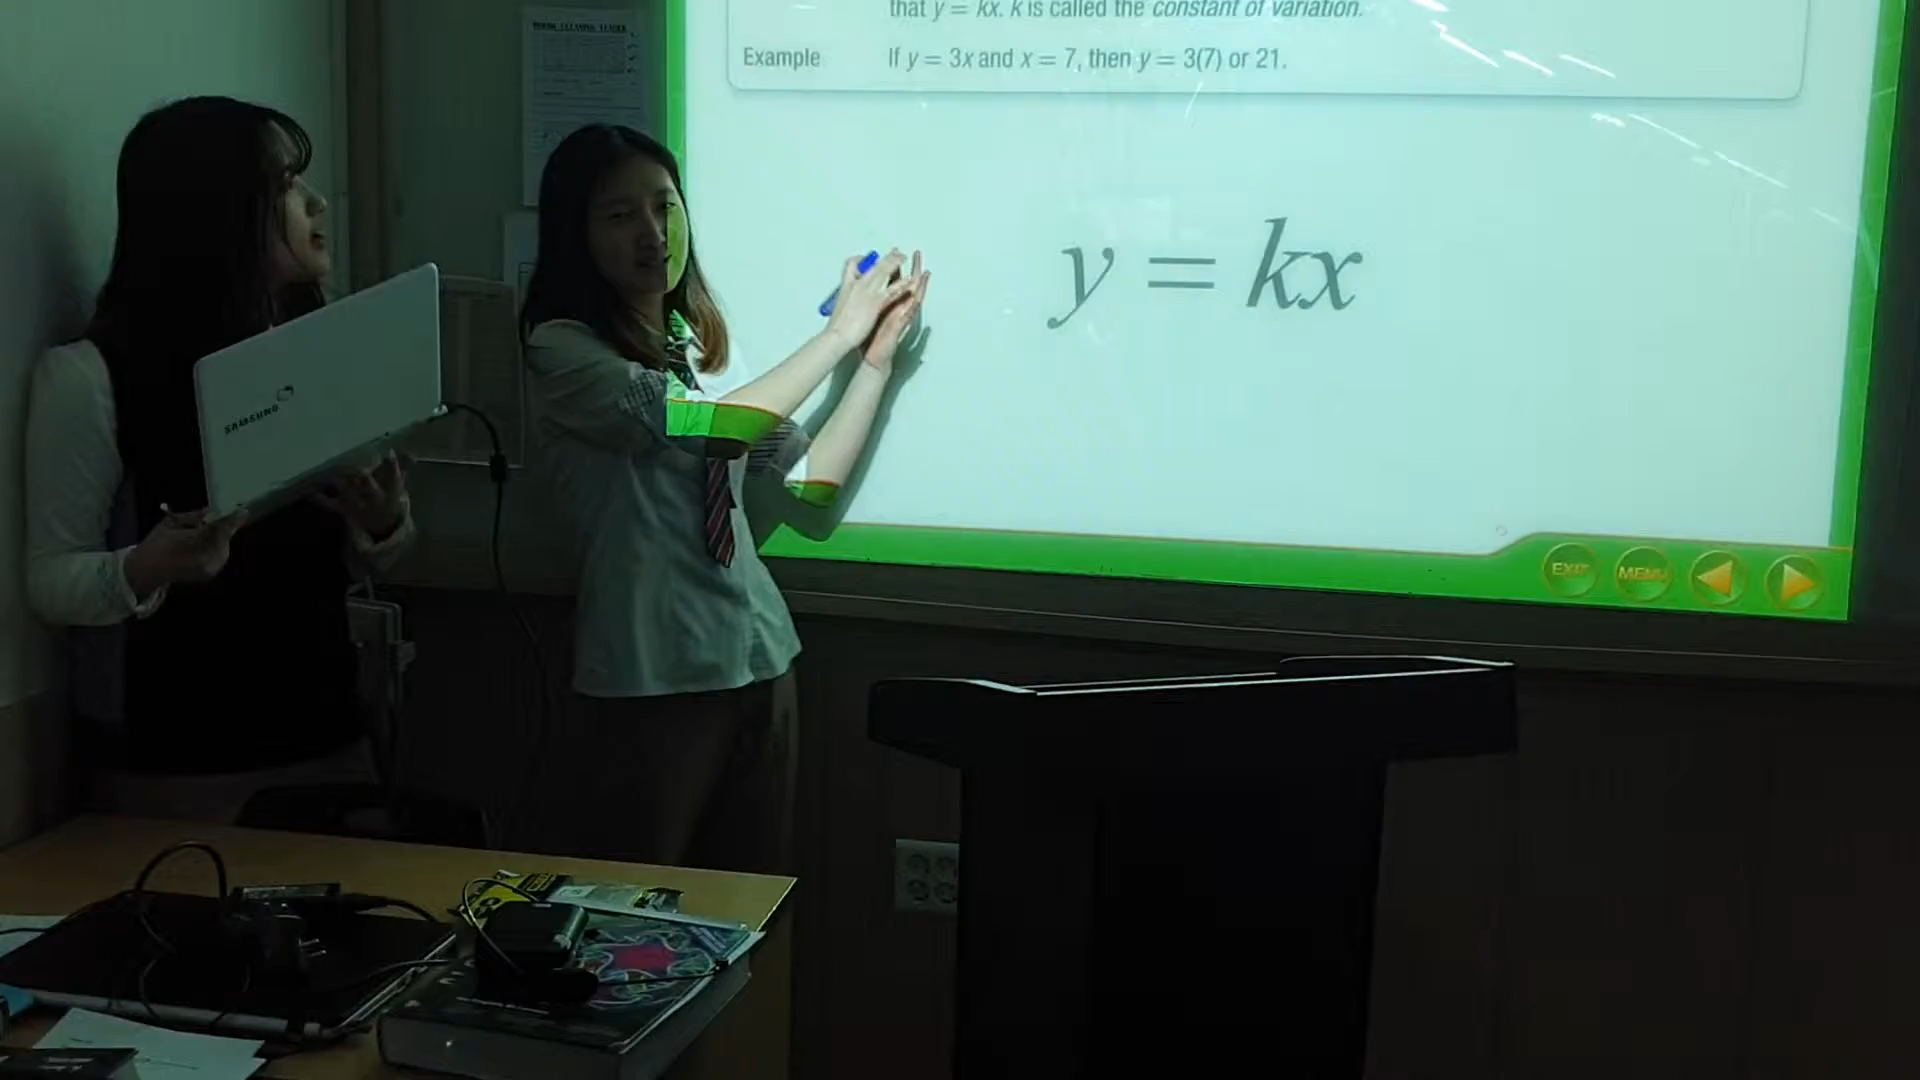 that y = kx. k is called the constant of variation.
Example If y = 3x and x = 7, then y = 3(7) or 21.
y = kx
EXIT MENU
SAMSUNG